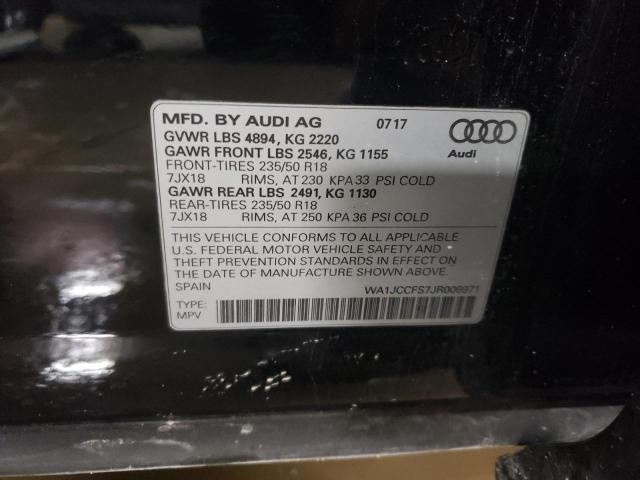 MFD. BY AUDI AG 0717
GVWR LBS 4894, KG 2220
GAWR FRONT LBS 2546, KG 1155
FRONT-TIRES 235/50 R18
7JX18 RIMS, AT 230 KPA 33 PSI COLD
GAWR REAR LBS 2491, KG 1130
REAR-TIRES 235/50 R18
7JX18 RIMS, AT 250 KPA 36 PSI COLD
Audi
THIS VEHICLE CONFORMS TO ALL APPLICABLE
U.S. FEDERAL MOTOR VEHICLE SAFETY AND
THEFT PREVENTION STANDARDS IN EFFECT ON
THE DATE OF MANUFACTURE SHOWN ABOVE.
SPAIN WA1JCCFS7JR009971
TYPE:
MPV